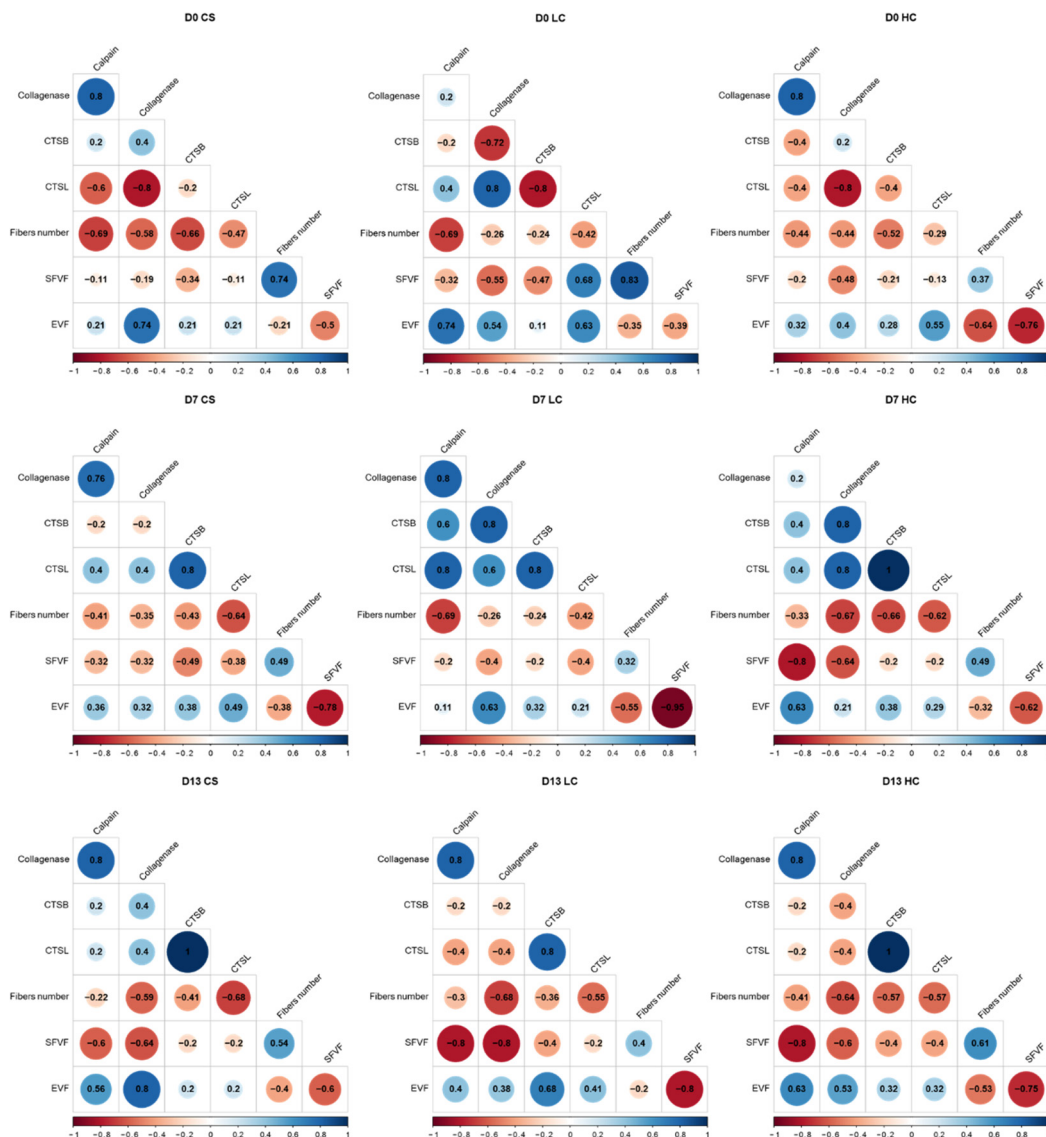 D0 CS
Calpain
Collagenase 0.8
Collagenase
CTSB 0.2 0.4
CTSB
CTSL −0.6 −0.8 −0.2
CTSL
Fibers number −0.69 −0.58 −0.66 −0.47
Fibers number
SFVF −0.11 −0.19 −0.34 −0.11 0.74
SFVF
EVF 0.21 0.74 0.21 0.21 −0.21 −0.5
−1 −0.8 −0.6 −0.4 −0.2 0 0.2 0.4 0.6 0.8 1
D0 LC
Calpain
Collagenase 0.2
Collagenase
CTSB −0.2 −0.72
CTSB
CTSL 0.4 0.8 −0.8
CTSL
Fibers number −0.69 −0.26 −0.24 −0.42
Fibers number
SFVF −0.32 −0.55 −0.47 0.68 0.83
SFVF
EVF 0.74 0.54 0.11 0.63 −0.35 −0.39
−1 −0.8 −0.6 −0.4 −0.2 0 0.2 0.4 0.6 0.8 1
D0 HC
Calpain
Collagenase 0.8
Collagenase
CTSB −0.4 0.2
CTSB
CTSL −0.4 −0.8 −0.4
CTSL
Fibers number −0.44 −0.44 −0.52 −0.29
Fibers number
SFVF −0.2 −0.48 −0.21 −0.13 0.37
SFVF
EVF 0.32 0.4 0.28 0.55 −0.64 −0.76
−1 −0.8 −0.6 −0.4 −0.2 0 0.2 0.4 0.6 0.8 1
D7 CS
Calpain
Collagenase 0.76
Collagenase
CTSB −0.2 −0.2
CTSB
CTSL 0.4 0.4 0.8
CTSL
Fibers number −0.41 −0.35 −0.43 −0.64
Fibers number
SFVF −0.32 −0.32 −0.49 −0.38 0.49
SFVF
EVF 0.36 0.32 0.38 0.49 −0.38 −0.78
−1 −0.8 −0.6 −0.4 −0.2 0 0.2 0.4 0.6 0.8 1
D7 LC
Calpain
Collagenase 0.8
Collagenase
CTSB 0.6 0.8
CTSB
CTSL 0.8 0.6 0.8
CTSL
Fibers number −0.69 −0.26 −0.24 −0.42
Fibers number
SFVF −0.2 −0.4 −0.2 −0.4 0.32
SFVF
EVF 0.11 0.63 0.32 0.21 −0.55 −0.95
−1 −0.8 −0.6 −0.4 −0.2 0 0.2 0.4 0.6 0.8 1
D7 HC
Calpain
Collagenase 0.2
Collagenase
CTSB 0.4 0.8
CTSB
CTSL 0.4 0.8 1
CTSL
Fibers number −0.33 −0.67 −0.66 −0.62
Fibers number
SFVF −0.8 −0.64 −0.2 −0.2 0.49
SFVF
EVF 0.63 0.21 0.38 0.29 −0.32 −0.62
−1 −0.8 −0.6 −0.4 −0.2 0 0.2 0.4 0.6 0.8 1
D13 CS
Calpain
Collagenase 0.8
Collagenase
CTSB 0.2 0.4
CTSB
CTSL 0.2 0.4 1
CTSL
Fibers number −0.22 −0.59 −0.41 −0.68
Fibers number
SFVF −0.6 −0.64 −0.2 −0.2 0.54
SFVF
EVF 0.56 0.8 0.2 0.2 −0.4 −0.6
−1 −0.8 −0.6 −0.4 −0.2 0 0.2 0.4 0.6 0.8 1
D13 LC
Calpain
Collagenase 0.8
Collagenase
CTSB −0.2 −0.2
CTSB
CTSL −0.4 −0.4 0.8
CTSL
Fibers number −0.3 −0.68 −0.36 −0.55
Fibers number
SFVF −0.8 −0.8 −0.4 −0.2 0.4
SFVF
EVF 0.4 0.38 0.68 0.41 −0.2 −0.8
−1 −0.8 −0.6 −0.4 −0.2 0 0.2 0.4 0.6 0.8 1
D13 HC
Calpain
Collagenase 0.8
Collagenase
CTSB −0.2 −0.4
CTSB
CTSL −0.2 −0.4 1
CTSL
Fibers number −0.41 −0.64 −0.57 −0.57
Fibers number
SFVF −0.8 −0.6 −0.4 −0.4 0.61
SFVF
EVF 0.63 0.53 0.32 0.32 −0.53 −0.75
−1 −0.8 −0.6 −0.4 −0.2 0 0.2 0.4 0.6 0.8 1